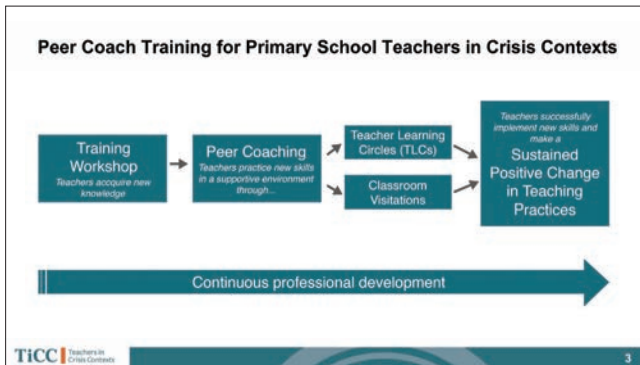 Peer Coach Training for Primary School Teachers in Crisis Contexts
Training
Workshop
Teachers accquire new
knowledge
Peer Coaching
Teachers practice new skills
in a supportive environment
through...
Teacher Learning
Circles (TLCs)
Classroom
Visitations
Teachers successfully
implement new skills and
make a
Sustained
Positive Change
in Teaching
Practices
Continuous professional development
TiCC
Teachers in
Crisis Contexts
3